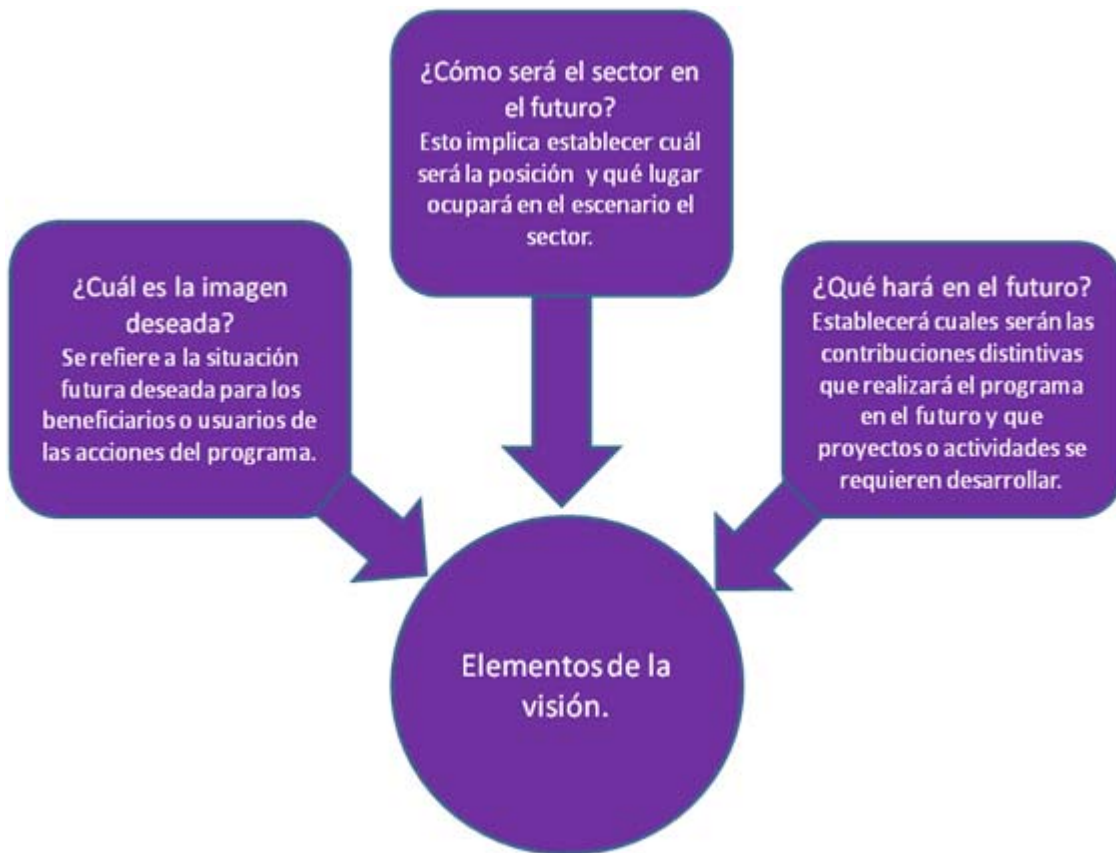 ¿Cómo será el sector en
el futuro?
Esto implica establecer cuál
será la posición y qué lugar
ocupará en el escenario el
sector.
¿Cuál es la imagen
deseada?
Se refiere a la situación
futura deseada para los
beneficiarios o usuarios de
las acciones del programa.
¿Qué hará en el futuro?
Establecerá cuales serán las
contribuciones distintivas
que realizará el programa
en el futuro y que
proyectos o actividades se
requieren desarrollar.
Elementos de la
visión.